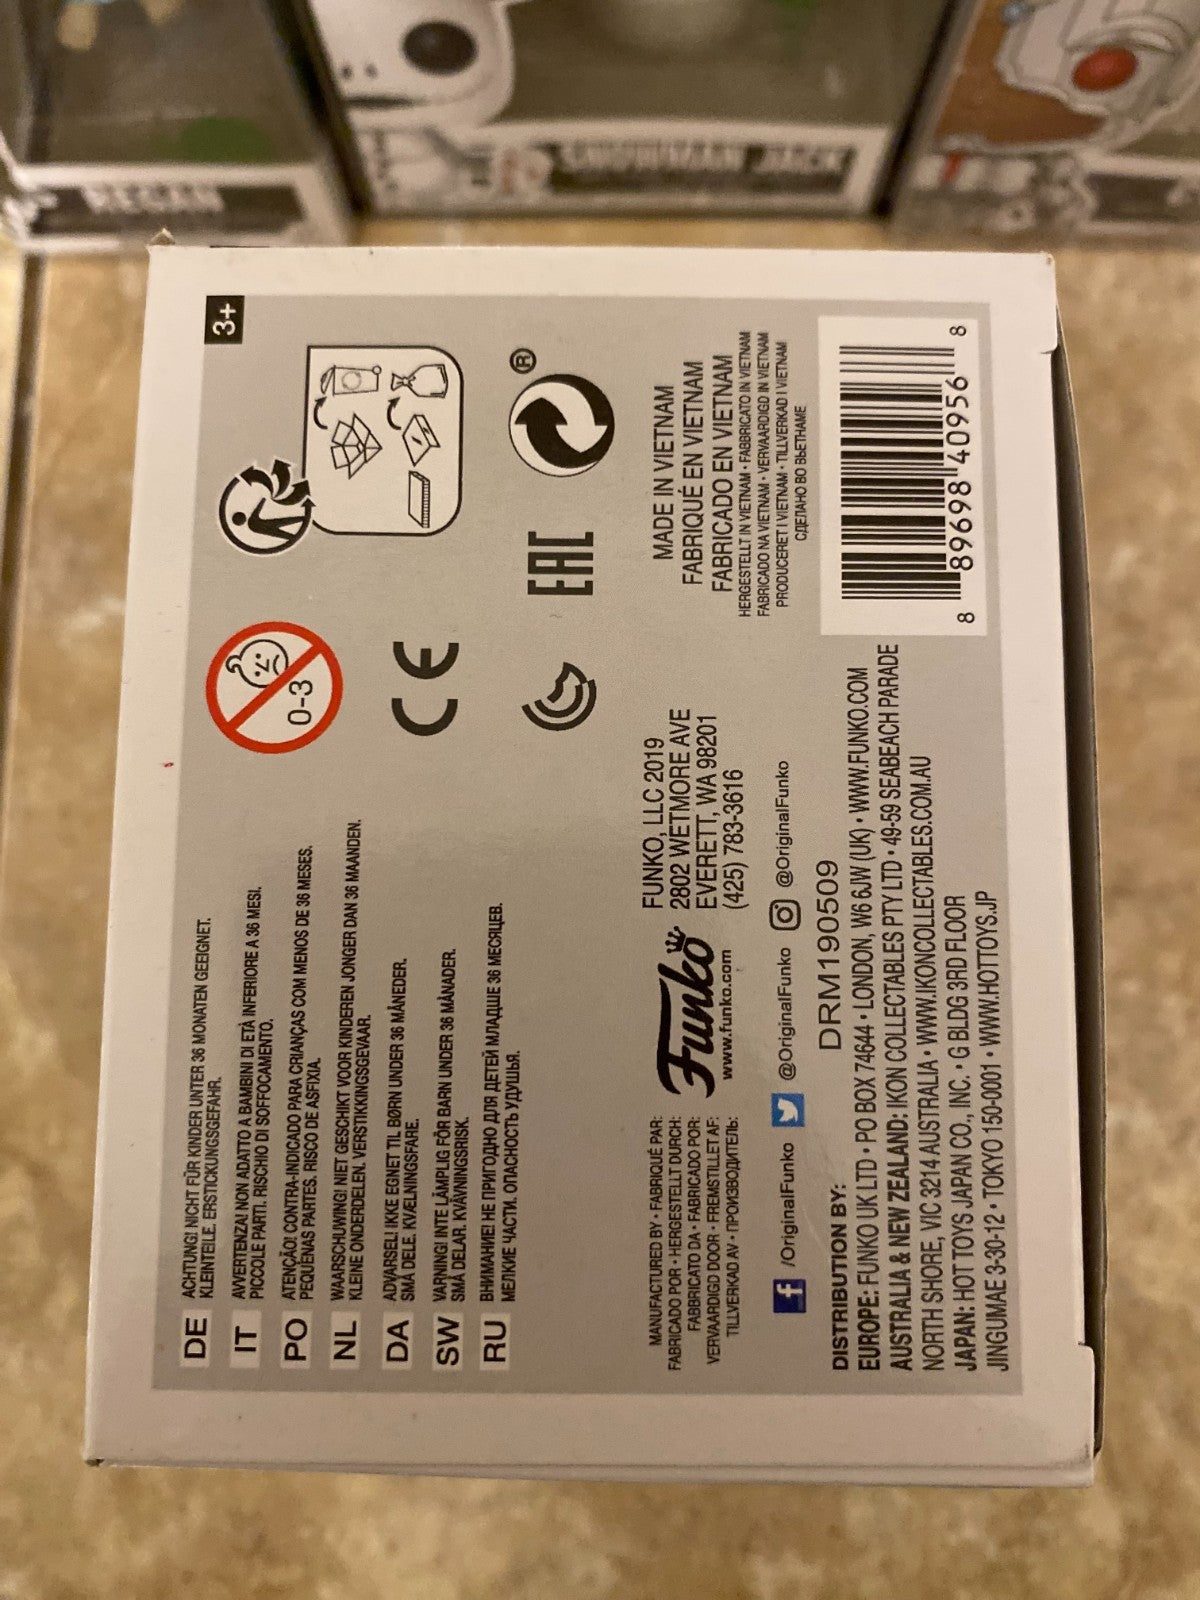 REGAN
SNOWMAN JACK
3+
DE ACHTUNG! NICHT FÜR KINDER UNTER 36 MONATEN GEEIGNET.
KLEINTEILE. ERSTICKUNGSGEFAHR.
IT AVVERTENZA! NON ADATTO A BAMBINI DI ETÀ INFERIORE A 36 MESI.
PICCOLE PARTI. RISCHIO DI SOFFOCAMENTO.
PO ATENÇÃO! CONTRA-INDICADO PARA CRIANÇAS COM MENOS DE 36 MESES.
PEQUENAS PARTES. RISCO DE ASFIXIA.
NL WAARSCHUWING! NIET GESCHIKT VOOR KINDEREN JONGER DAN 36 MAANDEN.
KLEINE ONDERDELEN. VERSTIKKINGSGEVAAR.
DA ADVARSEL! IKKE EGNET TIL BØRN UNDER 36 MÅNEDER.
SMÅ DELE. KVÆLNINGSFARE.
SW VARNING! INTE LÄMPLIG FÖR BARN UNDER 36 MÅNADER.
SMÅ DELAR. KVÄVNINGSRISK.
RU ВНИМАНИЕ! НЕ ПРИГОДНО ДЛЯ ДЕТЕЙ МЛАДШЕ 36 МЕСЯЦЕВ.
МЕЛКИЕ ЧАСТИ. ОПАСНОСТЬ УДУШЬЯ.
0-3
CE
EAC
®
MANUFACTURED BY • FABRIQUÉ PAR:
FABRICADO POR • HERGESTELLT DURCH:
FABBRICATO DA • FABRICADO POR:
VERVAARDIGD DOOR • FREMSTILLET AF:
TILLVERKAD AV • ПРОИЗВОДИТЕЛЬ:
Funko
www.funko.com
FUNKO, LLC 2019
2802 WETMORE AVE
EVERETT, WA 98201
(425) 783-3616
MADE IN VIETNAM
FABRIQUÉ EN VIETNAM
FABRICADO EN VIETNAM
HERGESTELLT IN VIETNAM • FABBRICATO IN VIETNAM
FABRICADO NA VIETNAM • VERVAARDIGD IN VIETNAM
PRODUCERET I VIETNAM • TILLVERKAD I VIETNAM
СДЕЛАНО ВО ВЬЕТНАМЕ
f /OriginalFunko @OriginalFunko @OriginalFunko
DRM190509
DISTRIBUTION BY:
EUROPE: FUNKO UK LTD • PO BOX 74644 • LONDON, W6 6JW (UK) • WWW.FUNKO.COM
AUSTRALIA & NEW ZEALAND: IKON COLLECTABLES PTY LTD • 49-59 SEABEACH PARADE
NORTH SHORE, VIC 3214 AUSTRALIA • WWW.IKONCOLLECTABLES.COM.AU
JAPAN: HOT TOYS JAPAN CO., INC. • G BLDG 3RD FLOOR
JINGUMAE 3-30-12 • TOKYO 150-0001 • WWW.HOTTOYS.JP
8 89698 40956 8